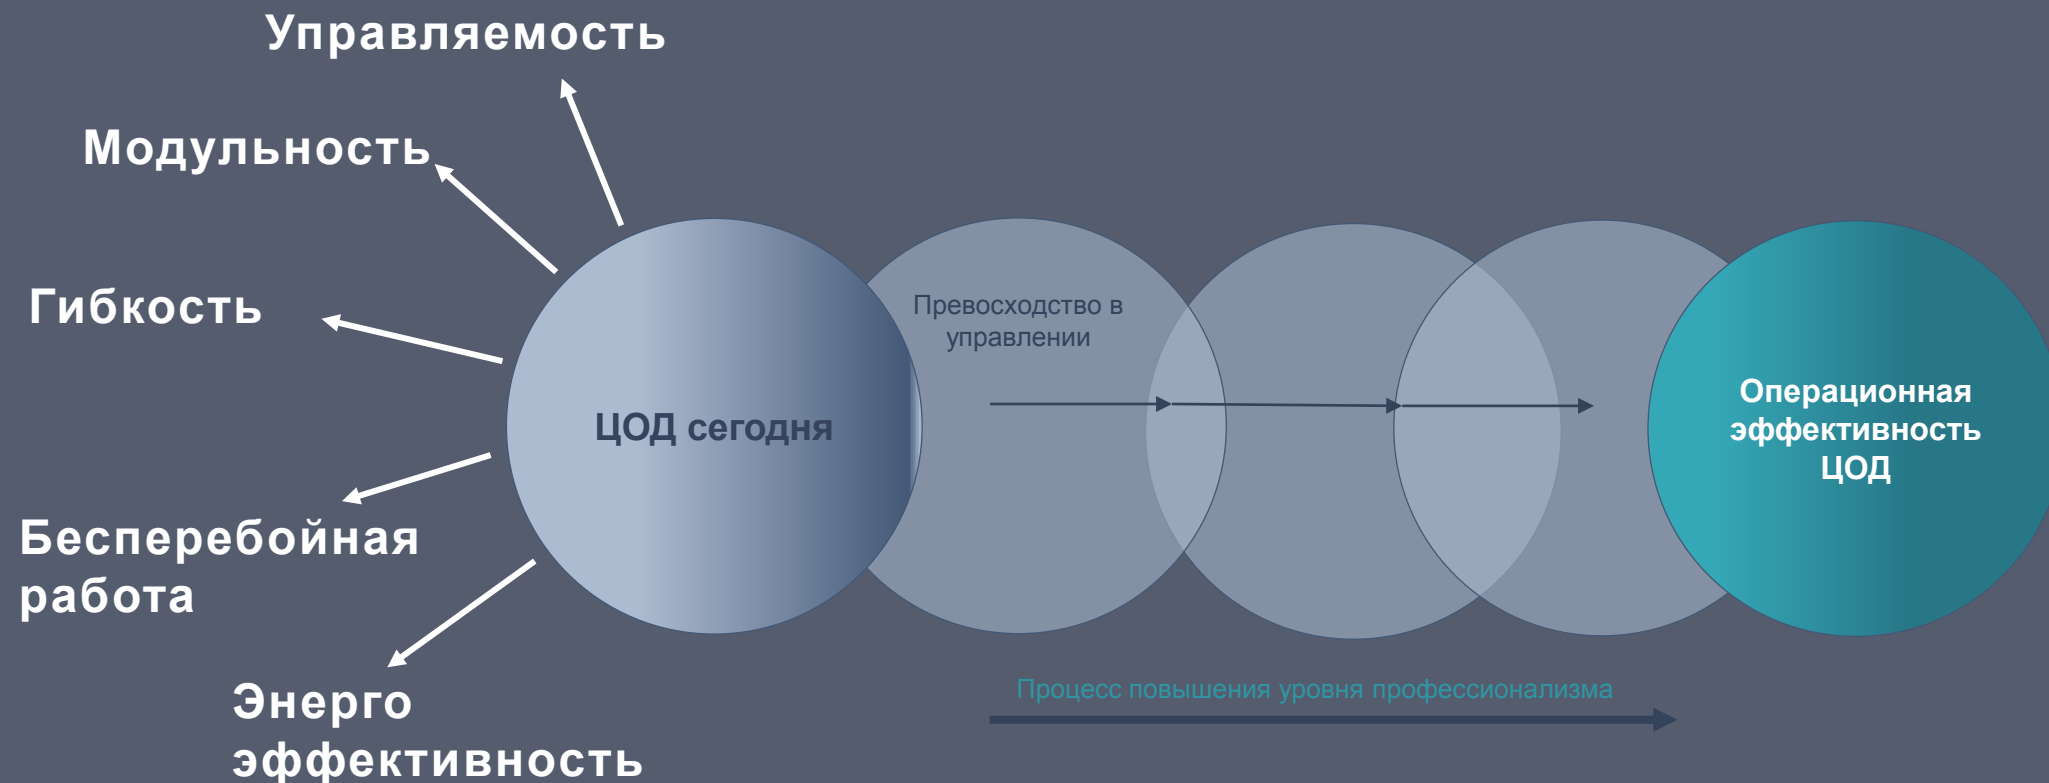 Управляемость
Модульность
Гибкость
Бесперебойная
работа
Энерго
эффективность
ЦОД сегодня
Превосходство в
управлении
Операционная
эффективность
ЦОД
Процесс повышения уровня профессионализма